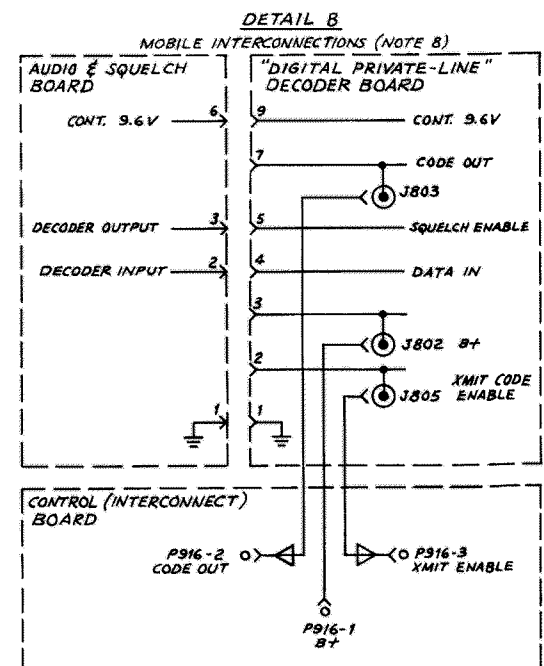 DETAIL 8
MOBILE INTERCONNECTIONS (NOTE 8)
AUDIO & SQUELCH
BOARD
"DIGITAL PRIVATE-LINE"
DECODER BOARD
CONT. 9.6V
6
9
CONT. 9.6V
7
CODE OUT
J803
DECODER OUTPUT
3
5
SQUELCH ENABLE
DECODER INPUT
2
4
DATA IN
3
J802 B+
2
XMIT CODE
ENABLE
J805
1
1
CONTROL (INTERCONNECT)
BOARD
P916-2
CODE OUT
P916-3
XMIT ENABLE
P916-1
B+